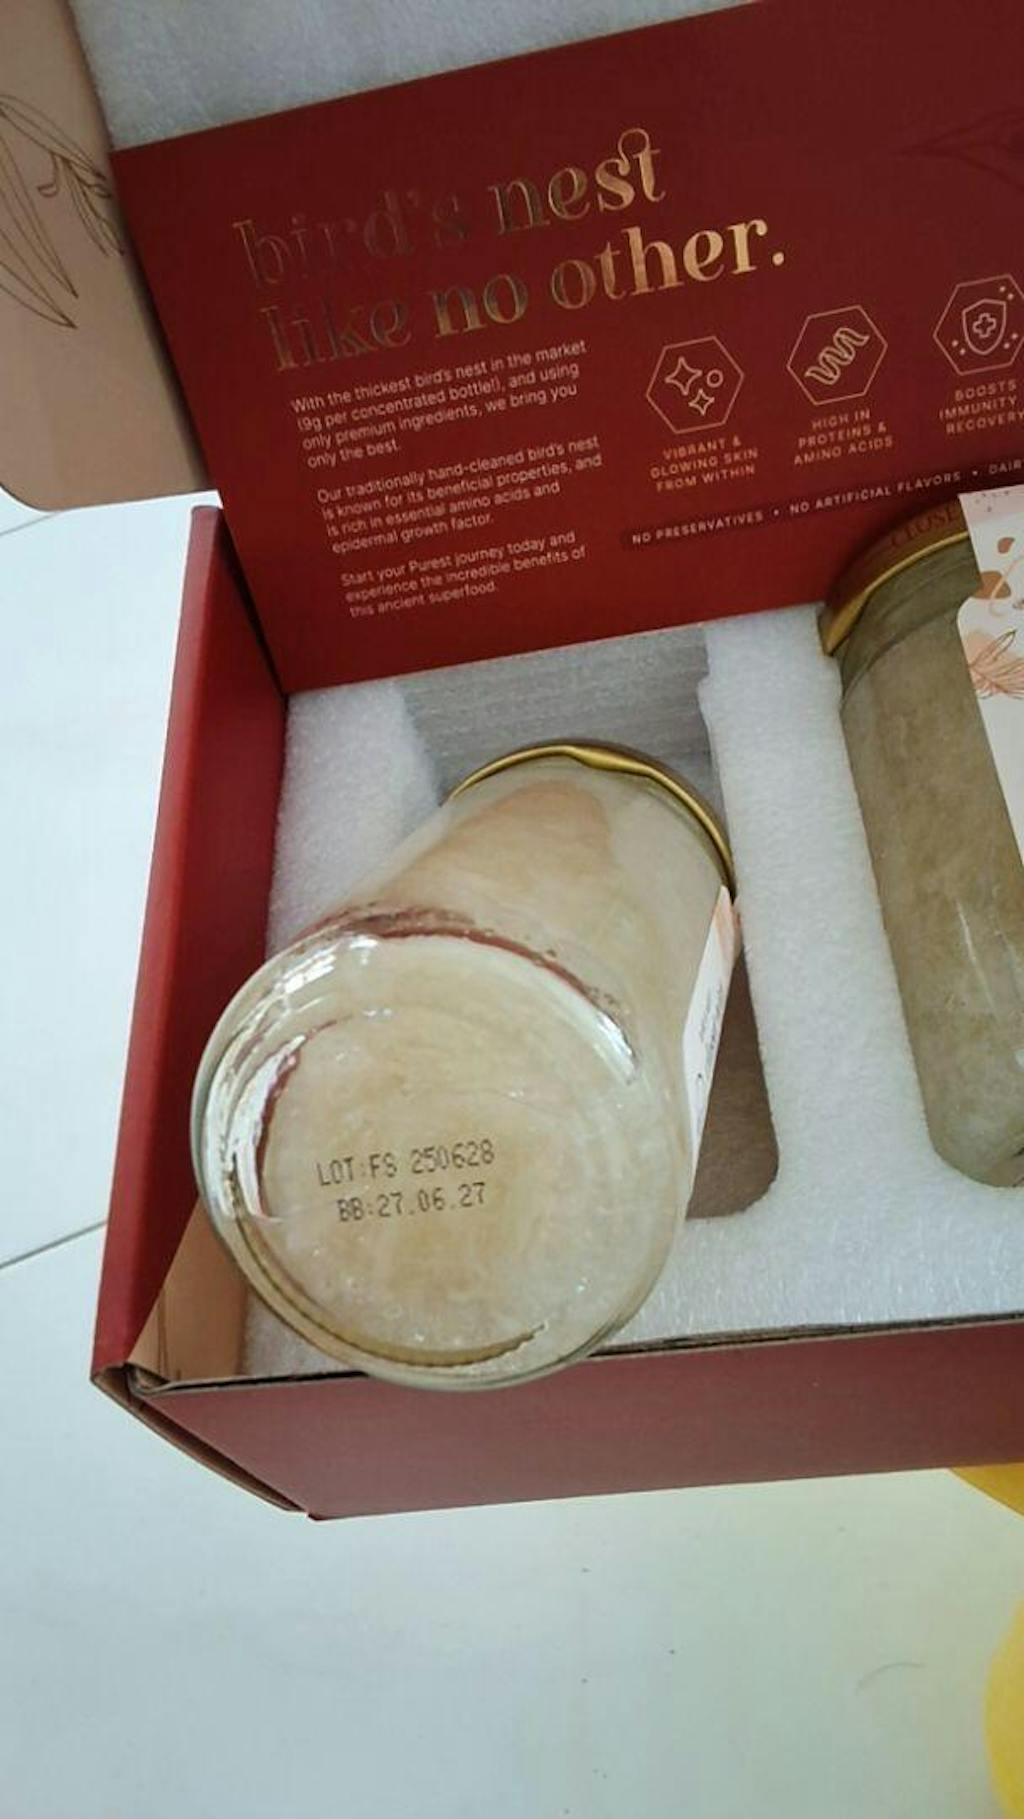 bird's nest
like no other.
With the thickest bird's nest in the market
(9g per concentrated bottle!), and using
only premium ingredients, we bring you
only the best.
Our traditionally hand-cleaned bird's nest
is known for its beneficial properties, and
is rich in essential amino acids and
epidermal growth factor.
Start your Purest journey today and
experience the incredible benefits of
this ancient superfood.
VIBRANT &
GLOWING SKIN
FROM WITHIN
HIGH IN
PROTEINS &
AMINO ACIDS
BOOSTS
IMMUNITY
RECOVERY
NO PRESERVATIVES • NO ARTIFICIAL FLAVORS • DAIR
CLOSE
LOT:FS 250628
BB:27.06.27